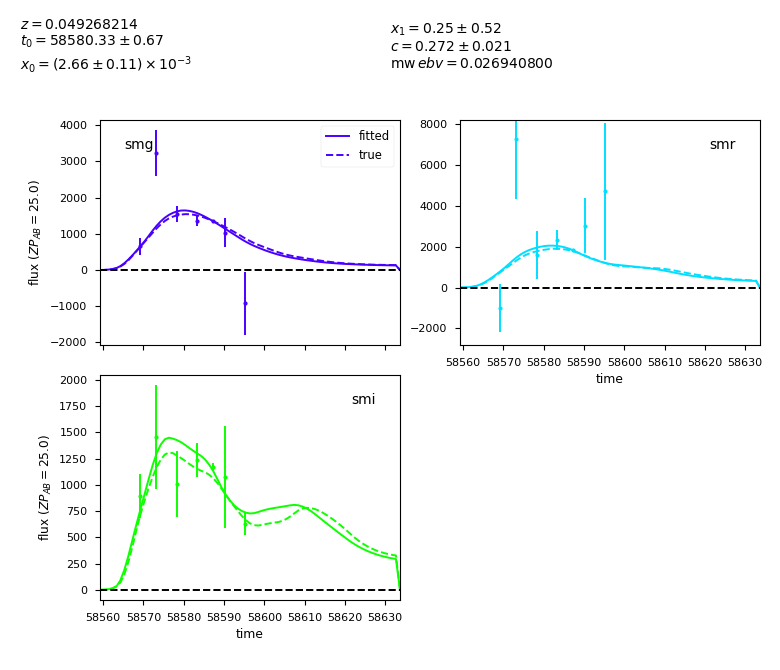 z = 0.049268214
t₀ = 58580.33 ± 0.67
x₀ = (2.66 ± 0.11) × 10⁻³
x₁ = 0.25 ± 0.52
c = 0.272 ± 0.021
mw ebv = 0.026940800
smg
fitted
true
4000
3000
2000
1000
0
−1000
−2000
flux (ZP_AB = 25.0)
smr
8000
6000
4000
2000
0
−2000
58560 58570 58580 58590 58600 58610 58620 58630
time
smi
2000
1750
1500
1250
1000
750
500
250
0
flux (ZP_AB = 25.0)
58560 58570 58580 58590 58600 58610 58620 58630
time